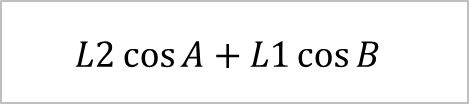 L2 cos A + L1 cos B